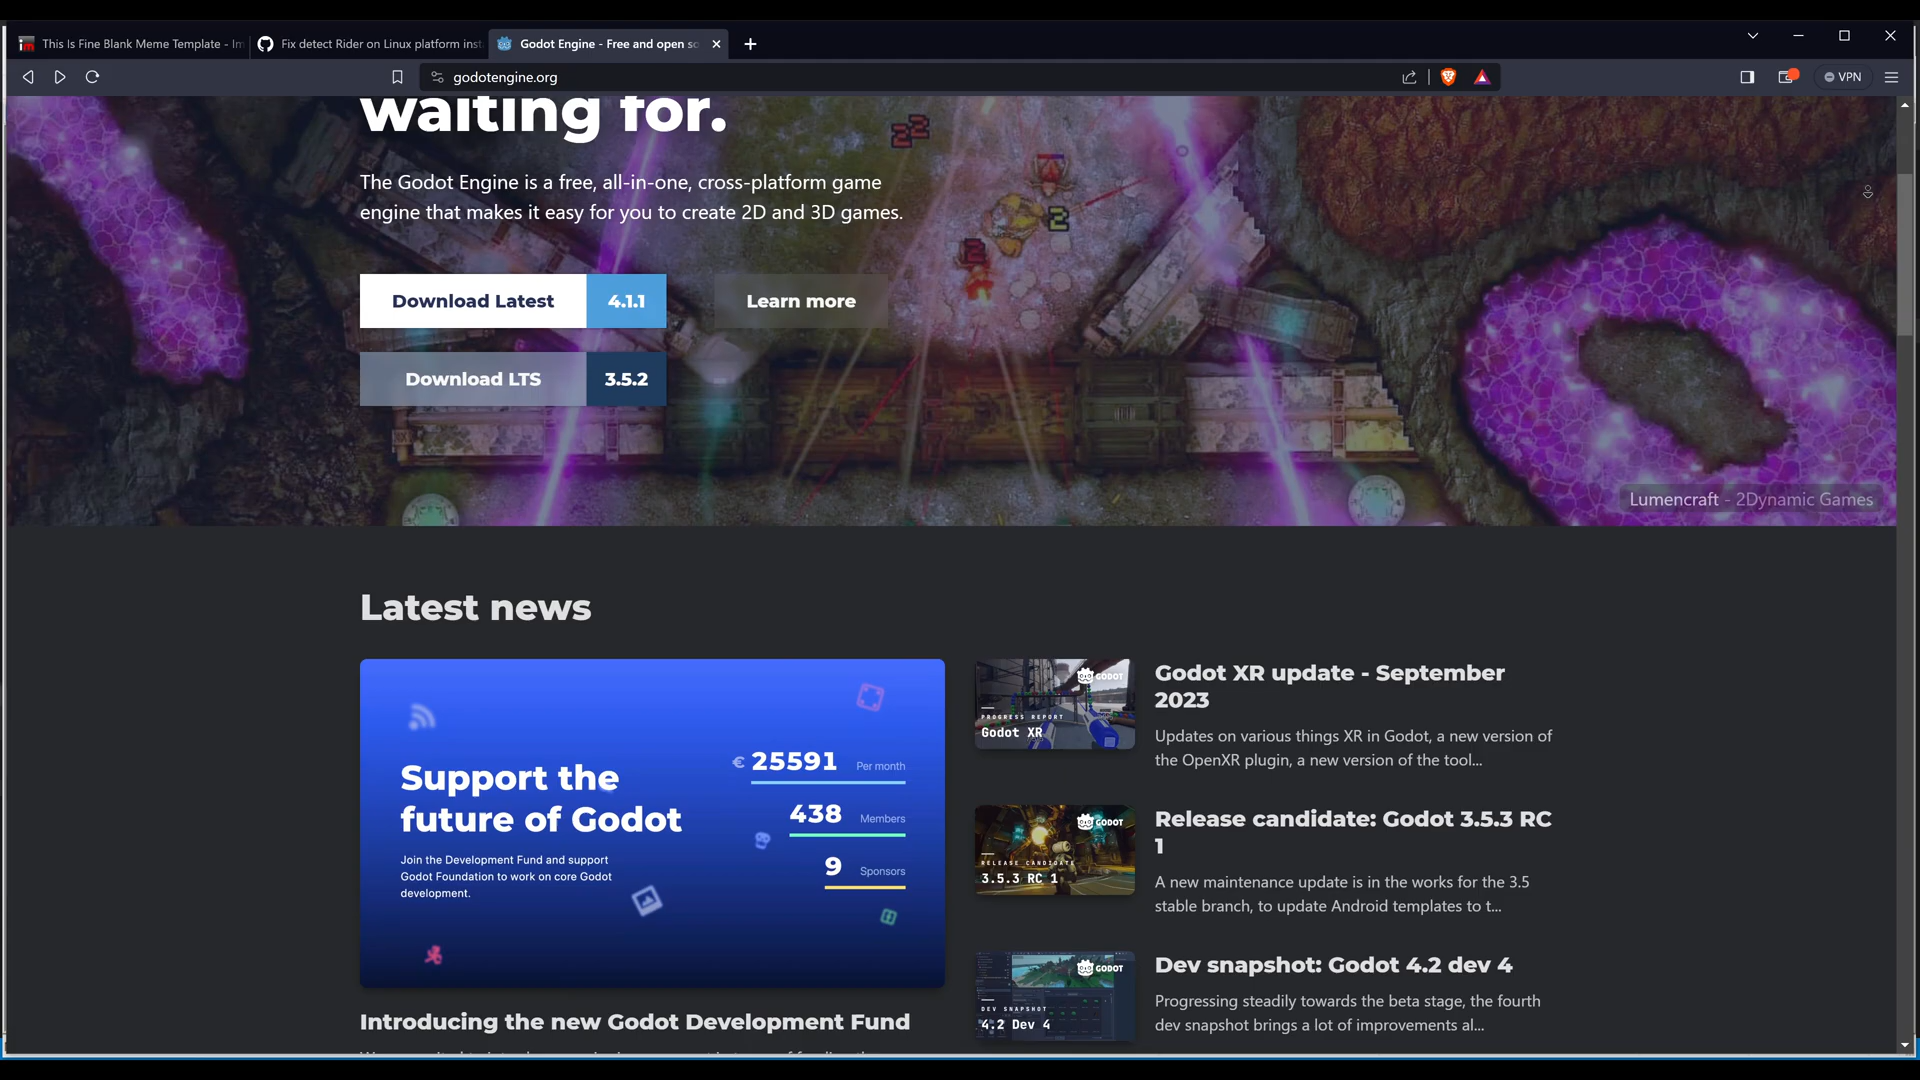 This Is Fine Blank Meme Template - Im
Fix detect Rider on Linux platform inst
Godot Engine - Free and open so
godotengine.org
VPN
waiting for.
The Godot Engine is a free, all-in-one, cross-platform game
engine that makes it easy for you to create 2D and 3D games.
Download Latest 4.1.1
Learn more
Download LTS 3.5.2
22
2
2
Lumencraft - 2Dynamic Games
Latest news
Support the
future of Godot
Join the Development Fund and support
Godot Foundation to work on core Godot
development.
€ 25591 Per month
438 Members
9 Sponsors
Introducing the new Godot Development Fund
GODOT
PROGRESS REPORT
Godot XR
Godot XR update - September
2023
Updates on various things XR in Godot, a new version of
the OpenXR plugin, a new version of the tool...
GODOT
RELEASE CANDIDATE
3.5.3 RC 1
Release candidate: Godot 3.5.3 RC
1
A new maintenance update is in the works for the 3.5
stable branch, to update Android templates to t...
GODOT
DEV SNAPSHOT
4.2 Dev 4
Dev snapshot: Godot 4.2 dev 4
Progressing steadily towards the beta stage, the fourth
dev snapshot brings a lot of improvements al...